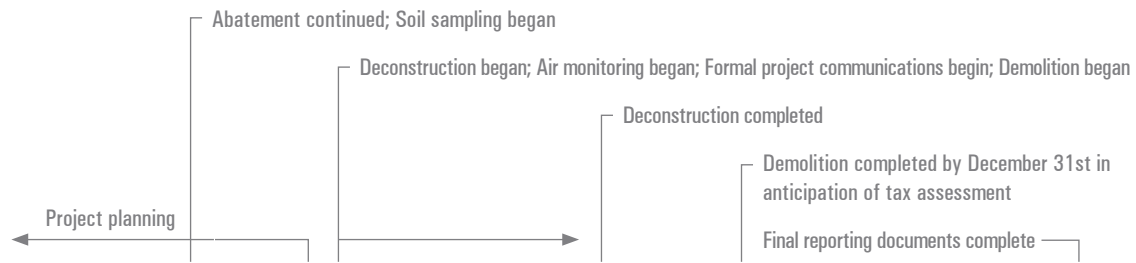 Abatement continued; Soil sampling began
Deconstruction began; Air monitoring began; Formal project communications begin; Demolition began
Deconstruction completed
Demolition completed by December 31st in
anticipation of tax assessment
Project planning
Final reporting documents complete